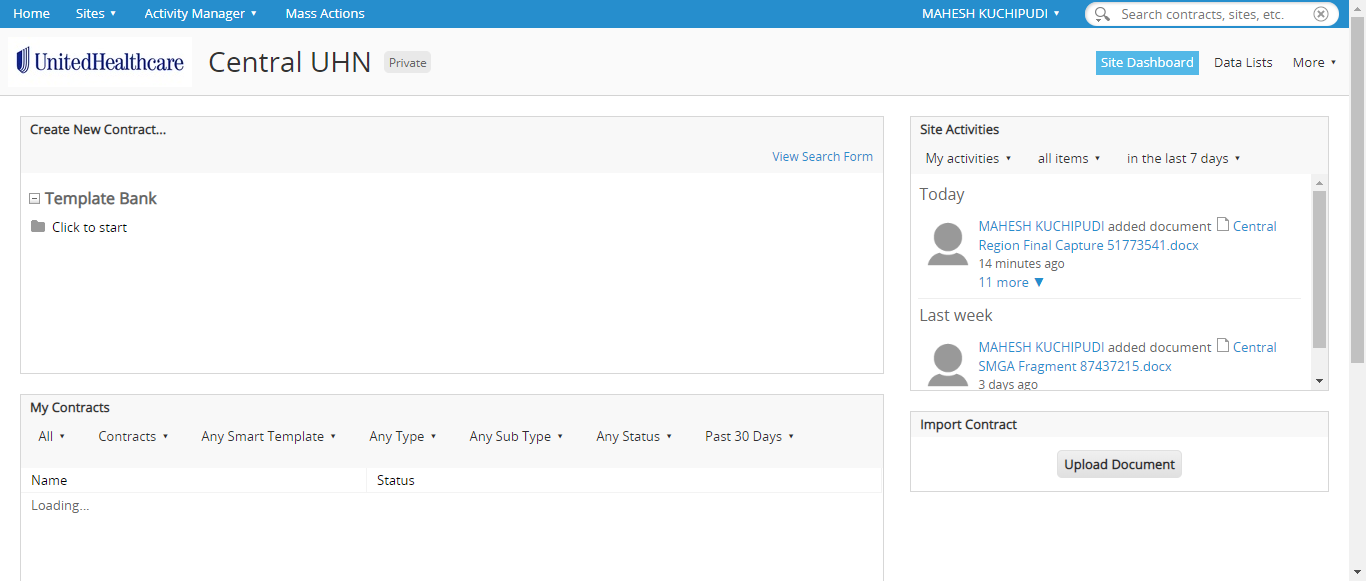 Home Sites Activity Manager Mass Actions MAHESH KUCHIPUDI Search contracts, sites, etc.
UnitedHealthcare Central UHN Private Site Dashboard Data Lists More
Create New Contract...
View Search Form
Template Bank
Click to start
My Contracts
All Contracts Any Smart Template Any Type Any Sub Type Any Status Past 30 Days
Name Status
Loading...
Site Activities
My activities all items in the last 7 days
Today
MAHESH KUCHIPUDI added document Central
Region Final Capture 51773541.docx
14 minutes ago
11 more
Last week
MAHESH KUCHIPUDI added document Central
SMGA Fragment 87437215.docx
3 days ago
Import Contract
Upload Document